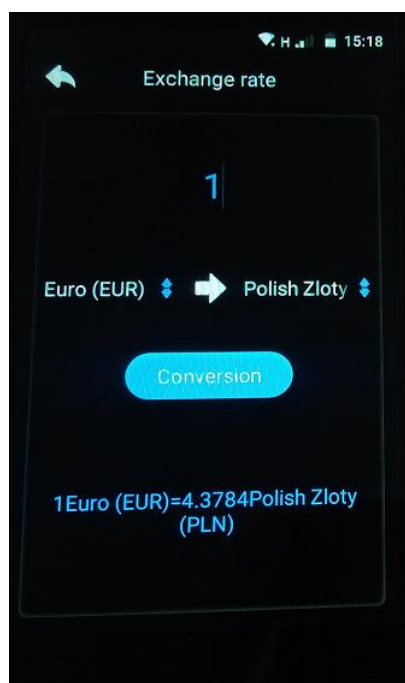 H 15:18
Exchange rate
1
Euro (EUR) Polish Zloty
Conversion
1Euro (EUR)=4.3784Polish Zloty
(PLN)